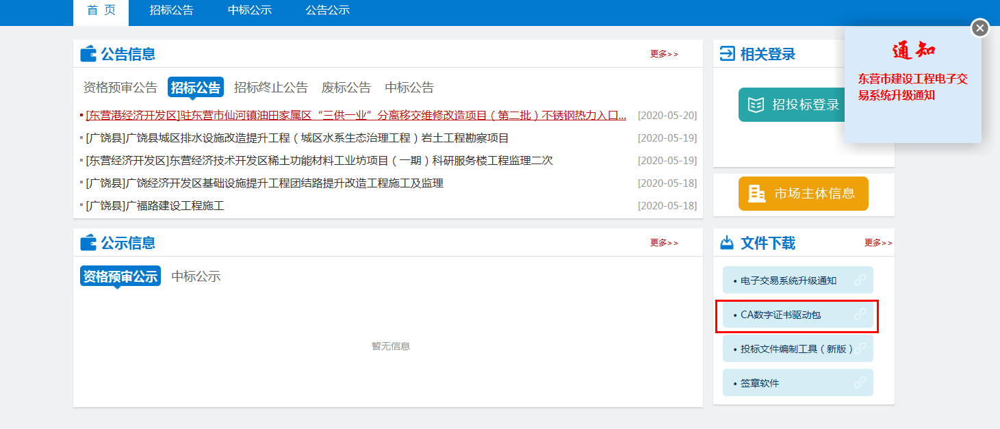 首 页
招标公告
中标公示
公告公示
公告信息
更多>>
资格预审公告
招标公告
招标终止公告
废标公告
中标公告
[东营港经济开发区]驻东营市仙河镇油田家属区“三供一业”分离移交维修改造项目（第二批）不锈钢热力入口... [2020-05-20]
[广饶县]广饶县城区排水设施改造提升工程（城区水系生态治理工程）岩土工程勘察项目 [2020-05-19]
[东营经济开发区]东营经济技术开发区稀土功能材料工业坊项目（一期）科研服务楼工程监理二次 [2020-05-19]
[广饶县]广饶经济开发区基础设施提升工程团结路提升改造工程施工及监理 [2020-05-18]
[广饶县]广福路建设工程施工 [2020-05-18]
相关登录
招投标登录
通知
东营市建设工程电子交
易系统升级通知
市场主体信息
公示信息
更多>>
资格预审公示
中标公示
暂无信息
文件下载
更多>>
• 电子交易系统升级通知
• CA数字证书驱动包
• 投标文件编制工具（新版）
• 签章软件